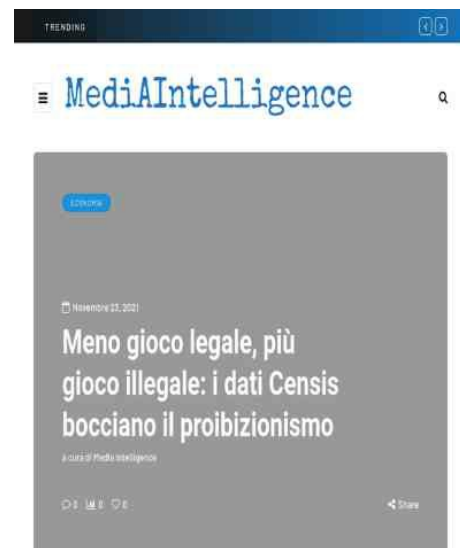 TRENDING
MediAIntelligence
ECONOMIA
Novembre 23, 2021
Meno gioco legale, più
gioco illegale: i dati Censis
bocciano il proibizionismo
a cura di Media Intelligence
0 0 0
Share